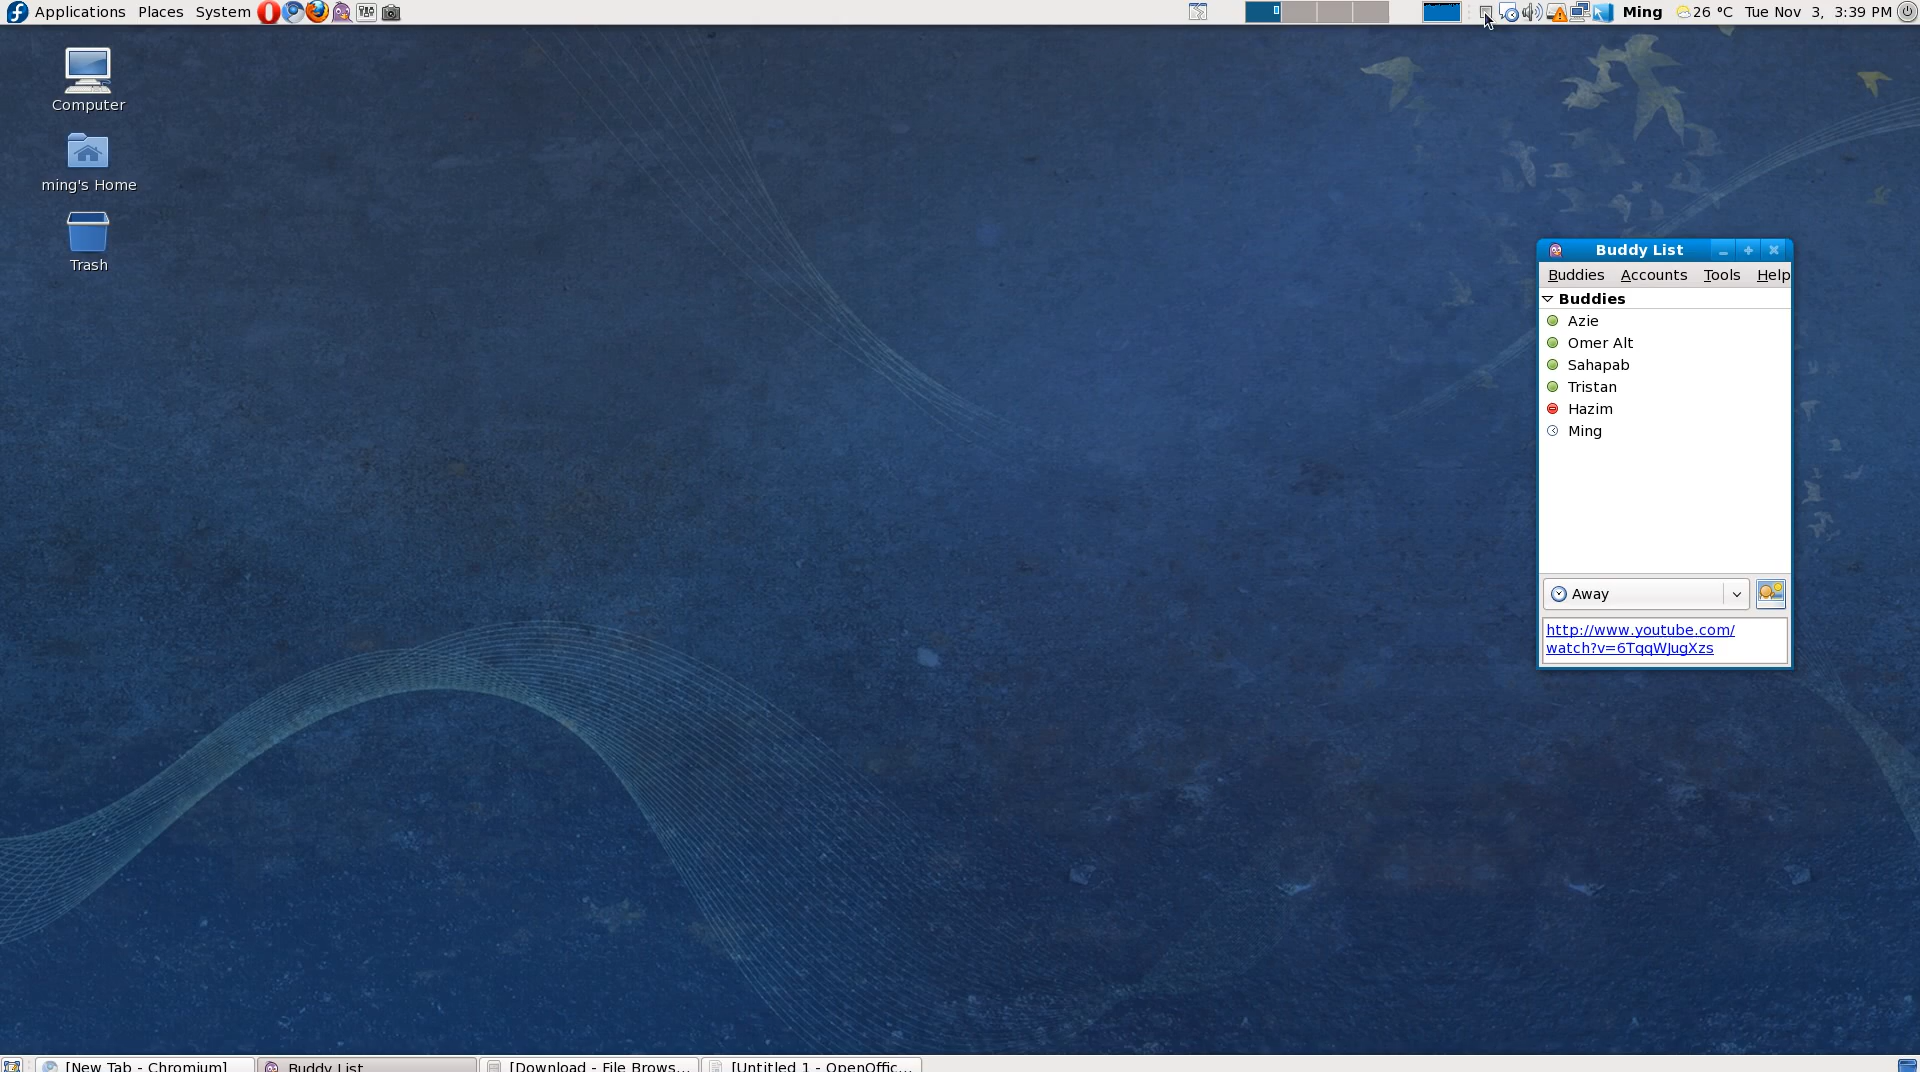 Applications Places System
Ming 26 °C Tue Nov 3, 3:39 PM
Computer
ming's Home
Trash
Buddy List
Buddies Accounts Tools Help
Buddies
Azie
Omer Alt
Sahapab
Tristan
Hazim
Ming
Away
http://www.youtube.com/
watch?v=6TqqWJugXzs
[New Tab - Chromium] Buddy List [Download - File Brows... [Untitled 1 - OpenOffic...